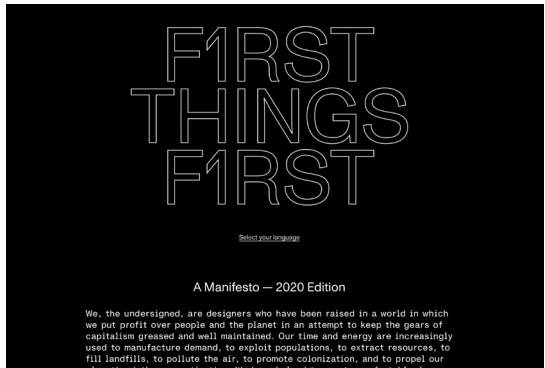 F1RST
THINGS
F1RST
Select your language
A Manifesto — 2020 Edition
We, the undersigned, are designers who have been raised in a world in which
we put profit over people and the planet in an attempt to keep the gears of
capitalism greased and well maintained. Our time and energy are increasingly
used to manufacture demand, to exploit populations, to extract resources, to
fill landfills, to pollute the air, to promote colonization, and to propel our